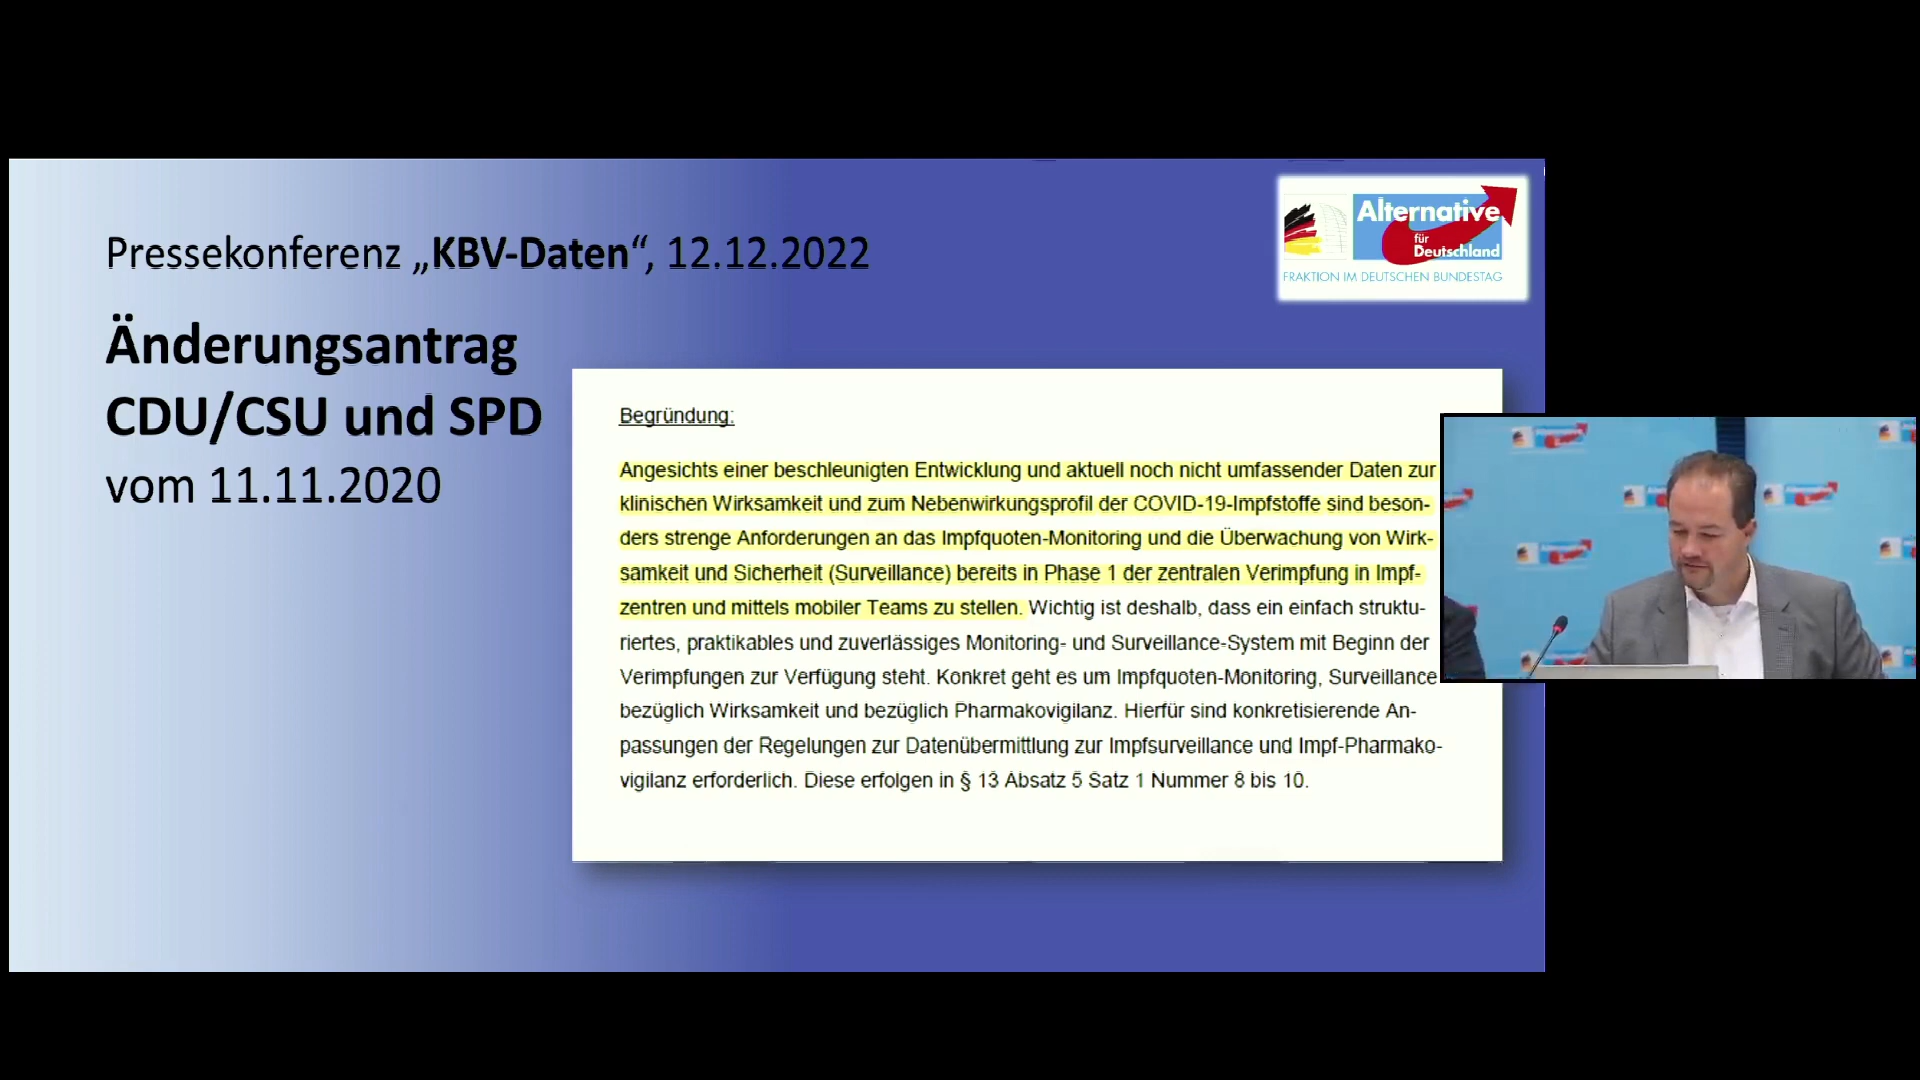 Pressekonferenz „KBV-Daten“, 12.12.2022
Alternative
für
Deutschland
FRAKTION IM DEUTSCHEN BUNDESTAG
Änderungsantrag
CDU/CSU und SPD
vom 11.11.2020
Begründung:
Angesichts einer beschleunigten Entwicklung und aktuell noch nicht umfassender Daten zur
klinischen Wirksamkeit und zum Nebenwirkungsprofil der COVID-19-Impfstoffe sind beson-
ders strenge Anforderungen an das Impfquoten-Monitoring und die Überwachung von Wirk-
samkeit und Sicherheit (Surveillance) bereits in Phase 1 der zentralen Verimpfung in Impf-
zentren und mittels mobiler Teams zu stellen. Wichtig ist deshalb, dass ein einfach struktu-
riertes, praktikables und zuverlässiges Monitoring- und Surveillance-System mit Beginn der
Verimpfungen zur Verfügung steht. Konkret geht es um Impfquoten-Monitoring, Surveillance
bezüglich Wirksamkeit und bezüglich Pharmakovigilanz. Hierfür sind konkretisierende An-
passungen der Regelungen zur Datenübermittlung zur Impfsurveillance und Impf-Pharmako-
vigilanz erforderlich. Diese erfolgen in § 13 Absatz 5 Satz 1 Nummer 8 bis 10.